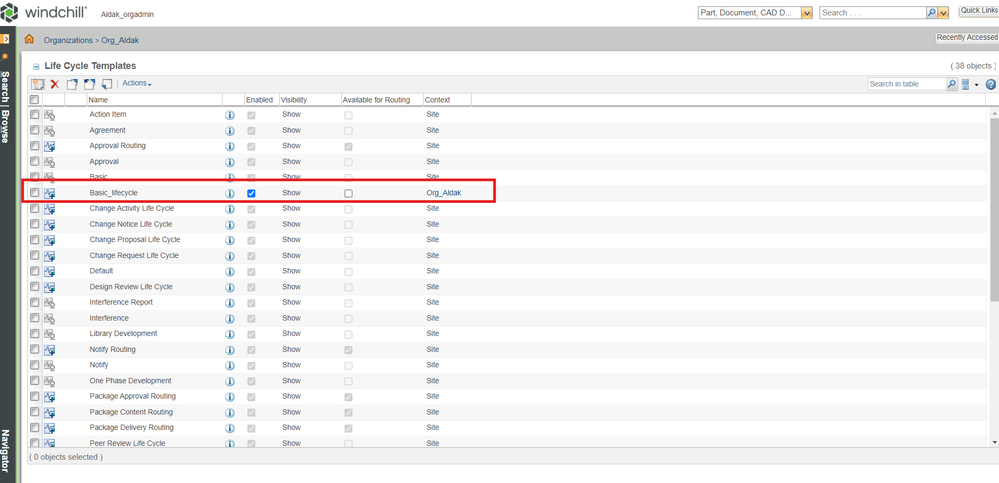 windchill Aldak_orgadmin Part, Document, CAD D... Search . . . Quick Links
Organizations > Org_Aldak Recently Accessed
Search | Browse
Navigator
Life Cycle Templates ( 38 objects )
Actions Search in table
Name Enabled Visibility Available for Routing Context
Action Item Show Site
Agreement Show Site
Approval Routing Show Site
Approval Show Site
Basic Show Site
Basic_lifecycle Show Org_Aldak
Change Activity Life Cycle Show Site
Change Notice Life Cycle Show Site
Change Proposal Life Cycle Show Site
Change Request Life Cycle Show Site
Default Show Site
Design Review Life Cycle Show Site
Interference Report Show Site
Interference Show Site
Library Development Show Site
Notify Routing Show Site
Notify Show Site
One Phase Development Show Site
Package Approval Routing Show Site
Package Content Routing Show Site
Package Delivery Routing Show Site
Peer Review Life Cycle Show Site
( 0 objects selected )